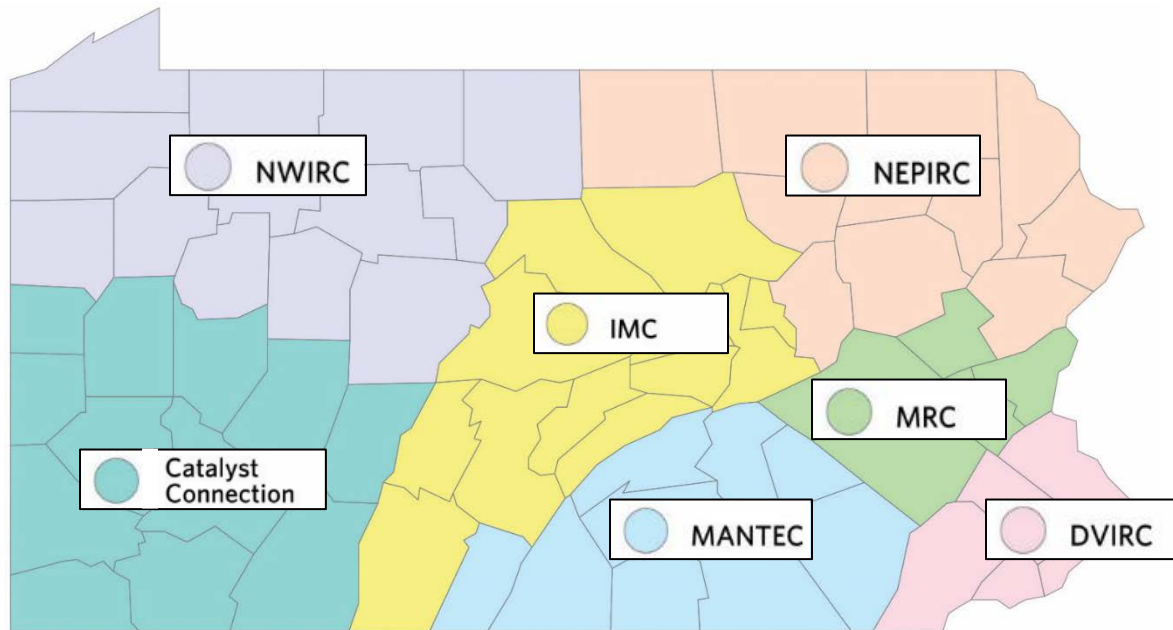 NWIRC
NEPIRC
IMC
MRC
Catalyst
Connection
MANTEC
DVIRC